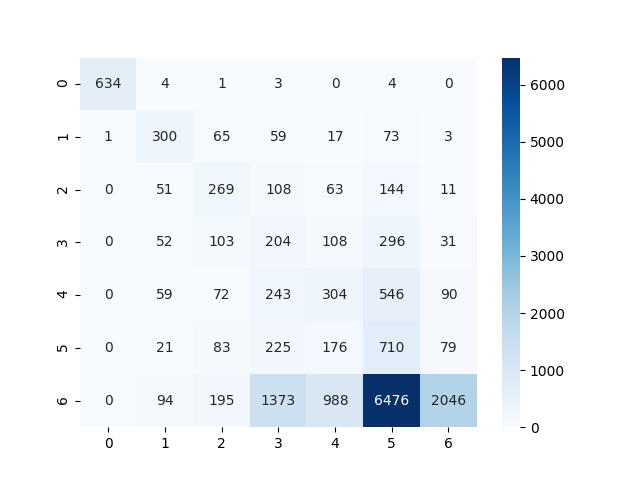 0 634 4 1 3 0 4 0
1 1 300 65 59 17 73 3
2 0 51 269 108 63 144 11
3 0 52 103 204 108 296 31
4 0 59 72 243 304 546 90
5 0 21 83 225 176 710 79
6 0 94 195 1373 988 6476 2046
0 1 2 3 4 5 6
6000
5000
4000
3000
2000
1000
0